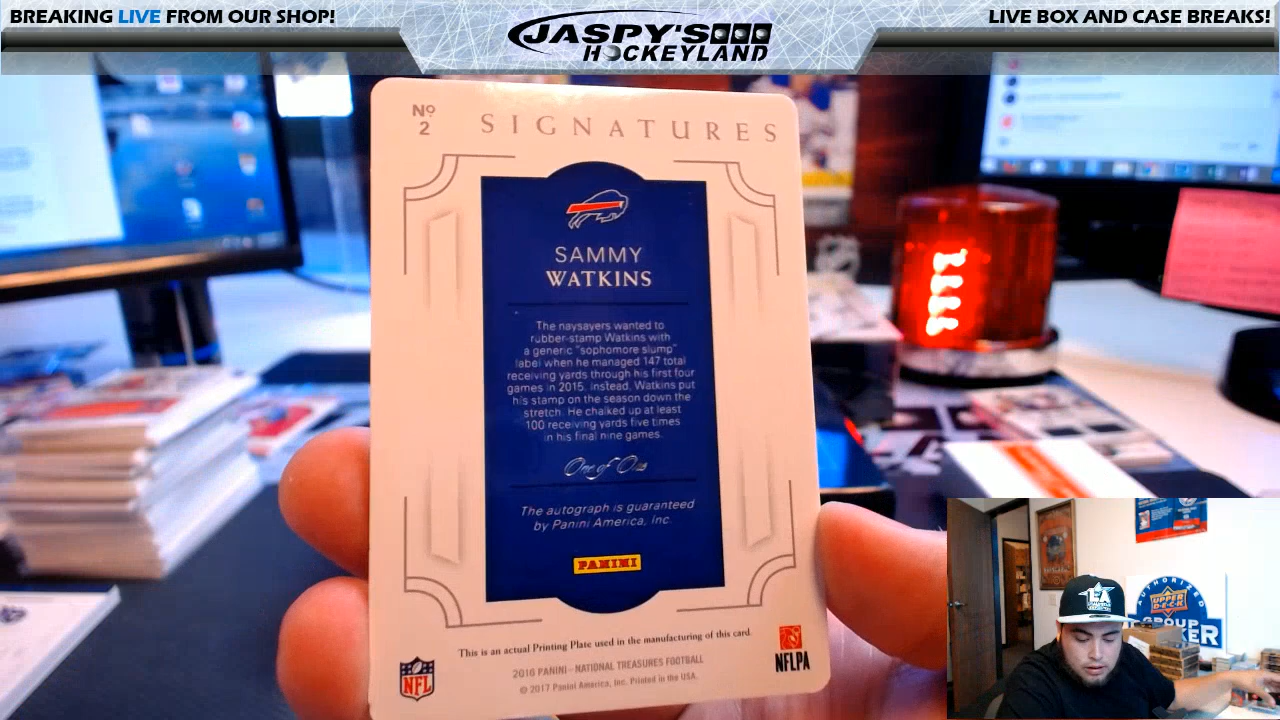 BREAKING LIVE FROM OUR SHOP!
JASPY'S
HOCKEYLAND
LIVE BOX AND CASE BREAKS!
Nº
2
SIGNATURES
SAMMY
WATKINS
The naysayers wanted to
rubber-stamp Watkins with
a generic "sophomore slump"
label when he managed 147 total
receiving yards through his first four
games in 2015. Instead, Watkins put
his stamp on the season down the
stretch. He chalked up at least
100 receiving yards five times
in his final nine games.
One of One
The autograph is guaranteed
by Panini America, Inc.
PANINI
This is an actual Printing Plate used in the manufacturing of this card.
2016 PANINI–NATIONAL TREASURES FOOTBALL
© 2017 Panini America, Inc. Printed in the USA.
NFL
NFLPA
AUTHORIZED
UPPER
DECK
GROUP